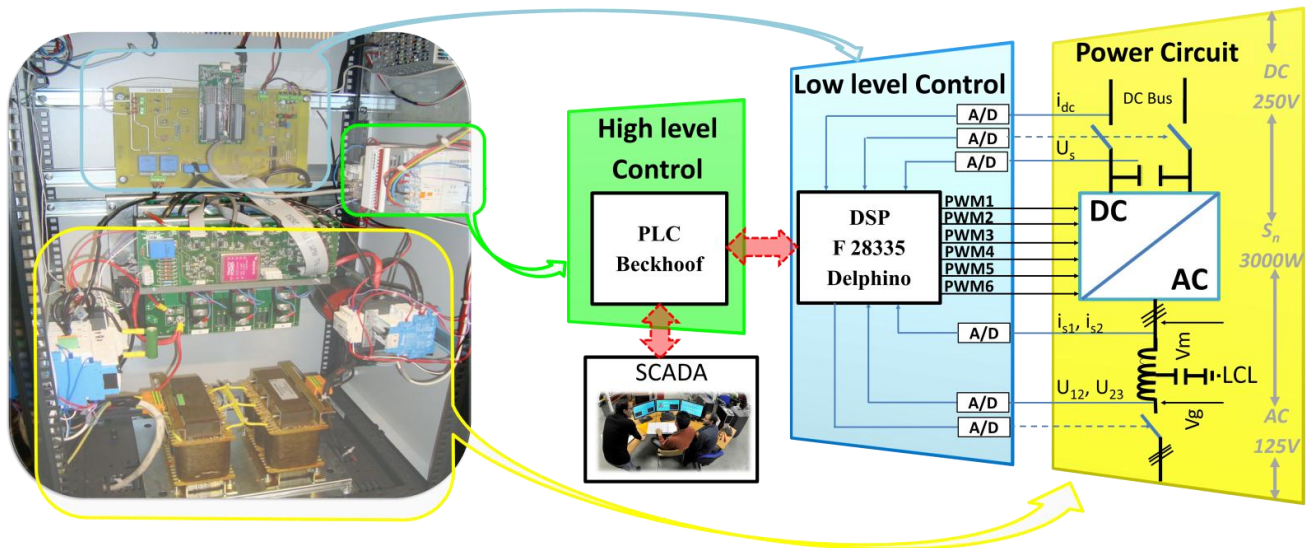 High level
Control
PLC
Beckhoof
SCADA
Low level Control
A/D
A/D
A/D
DSP
F 28335
Delphino
PWM1
PWM2
PWM3
PWM4
PWM5
PWM6
A/D
A/D
A/D
Power Circuit
i_dc
DC Bus
U_s
DC
AC
i_s1, i_s2
Vm
LCL
U_12, U_23
Vg
DC
250V
S_n
3000W
AC
125V